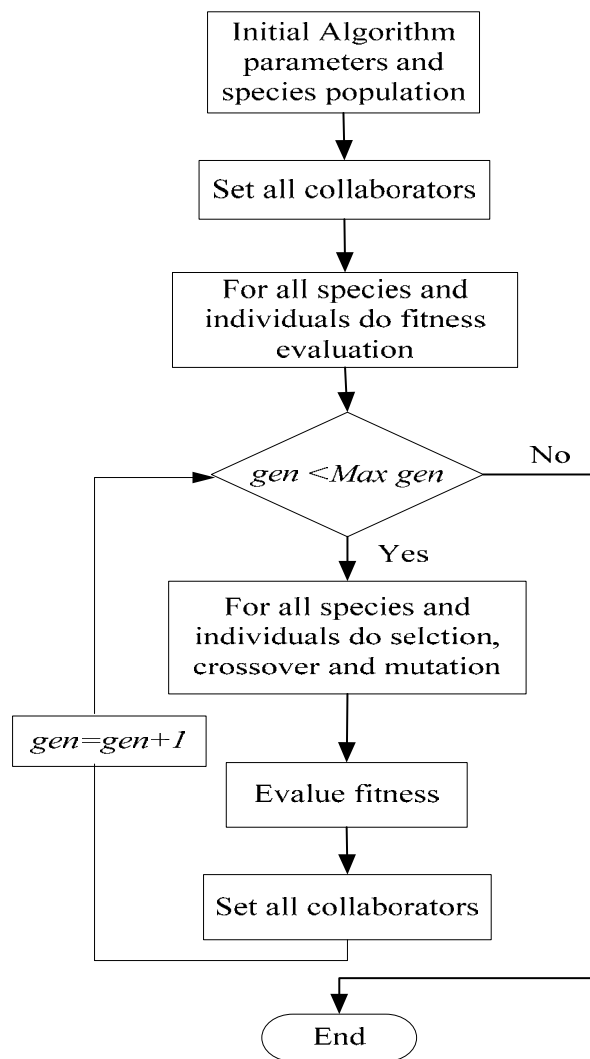 Initial Algorithm
parameters and
species population
Set all collaborators
For all species and
individuals do fitness
evaluation
gen <Max gen
No
Yes
For all species and
individuals do selction,
crossover and mutation
gen=gen+1
Evalue fitness
Set all collaborators
End